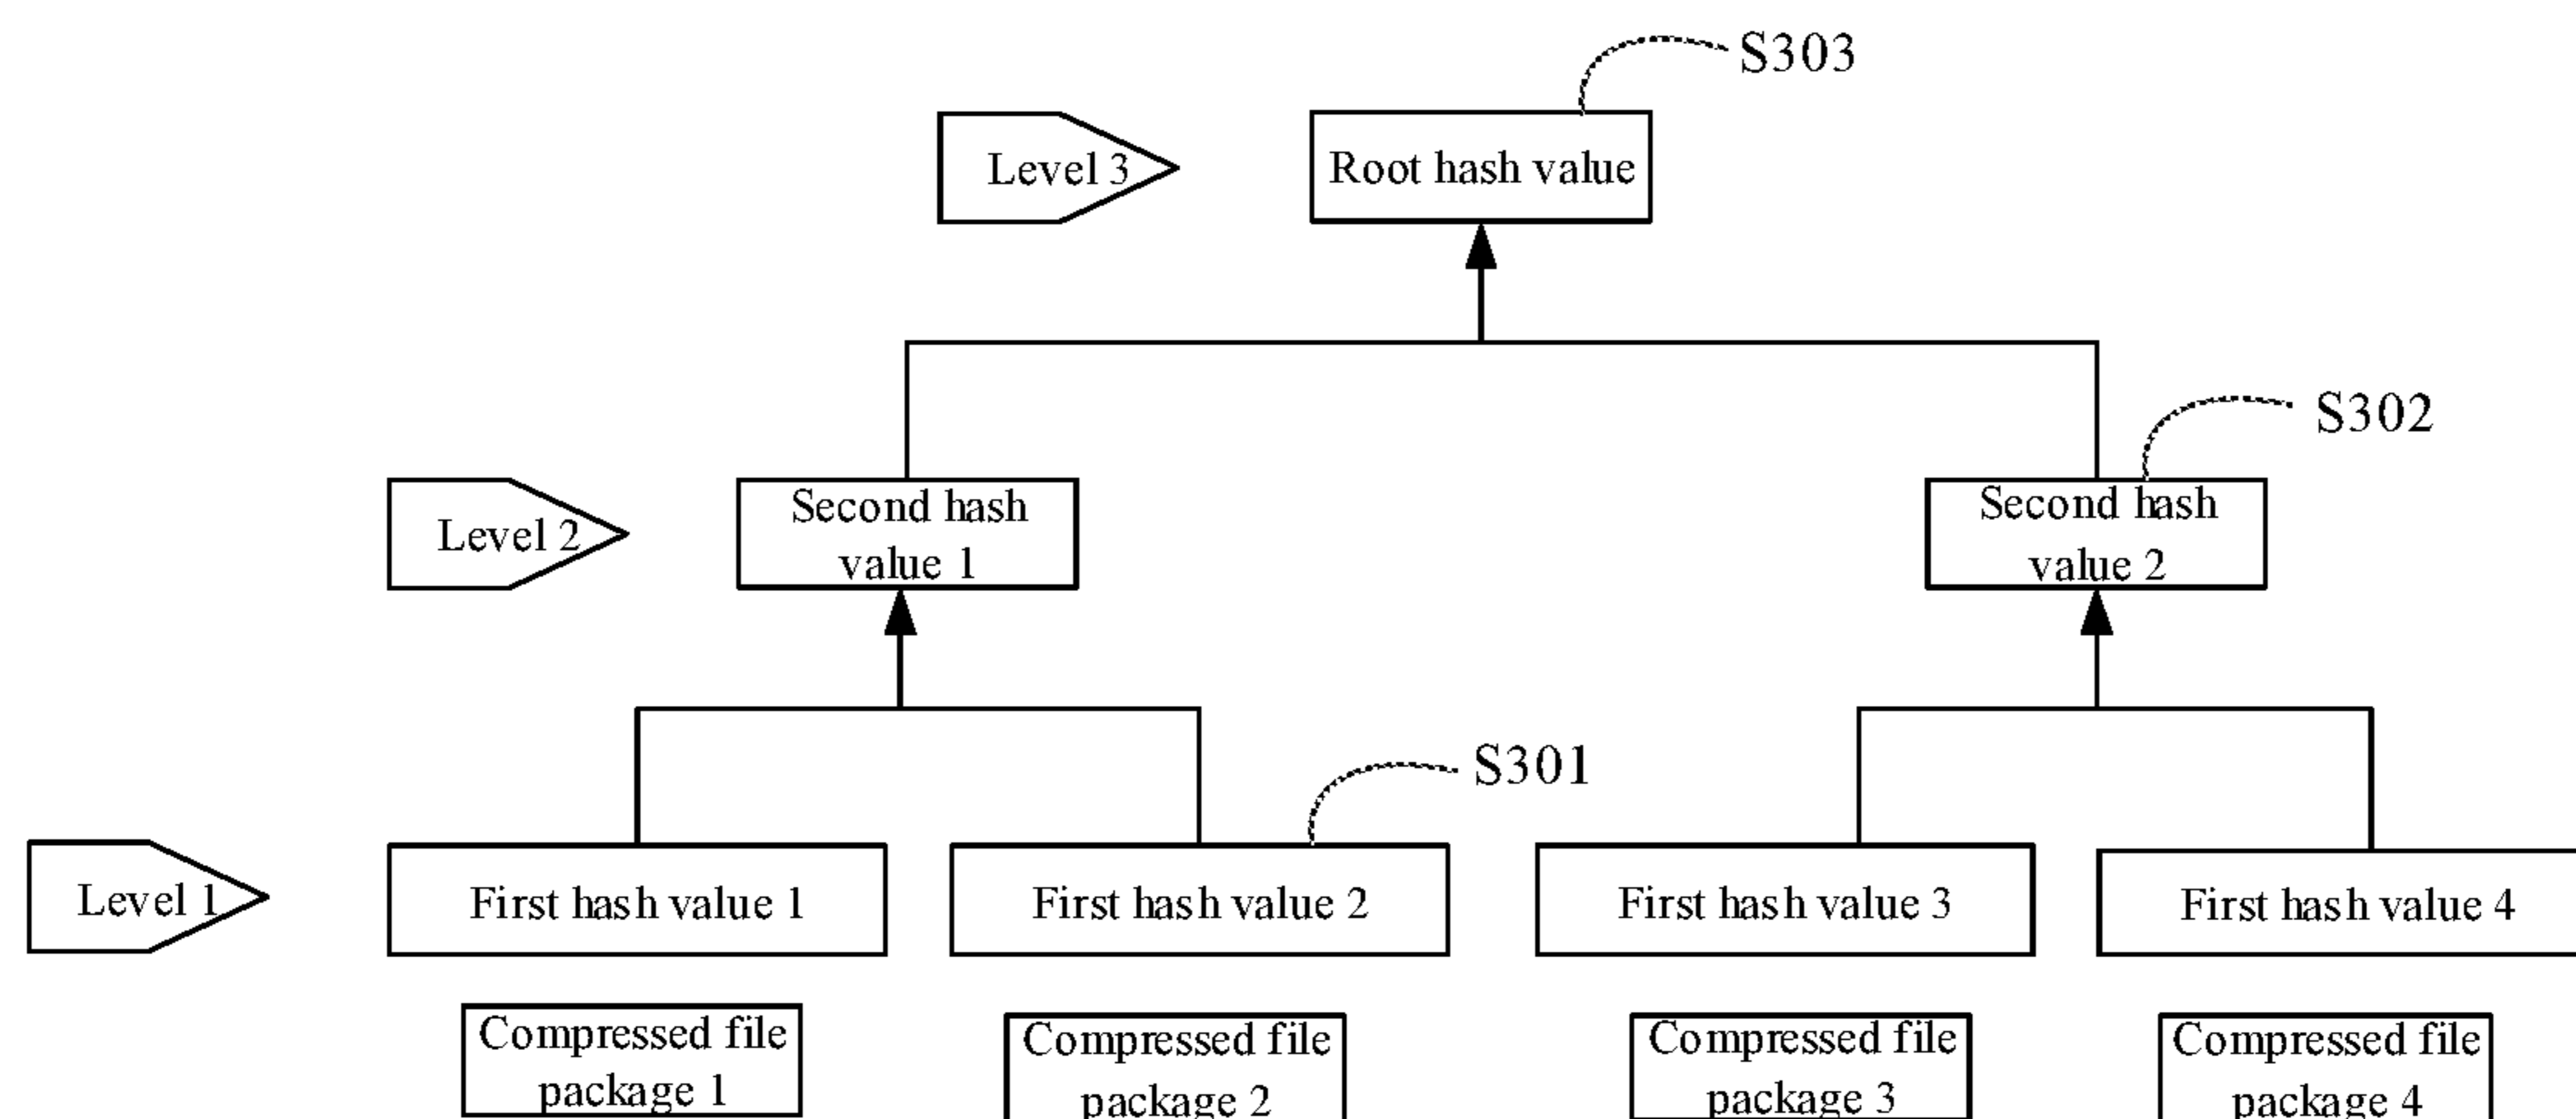 S303
Level 3
Root hash value
S302
Level 2
Second hash
value 1
Second hash
value 2
S301
Level 1
First hash value 1
First hash value 2
First hash value 3
First hash value 4
Compressed file
package 1
Compressed file
package 2
Compressed file
package 3
Compressed file
package 4